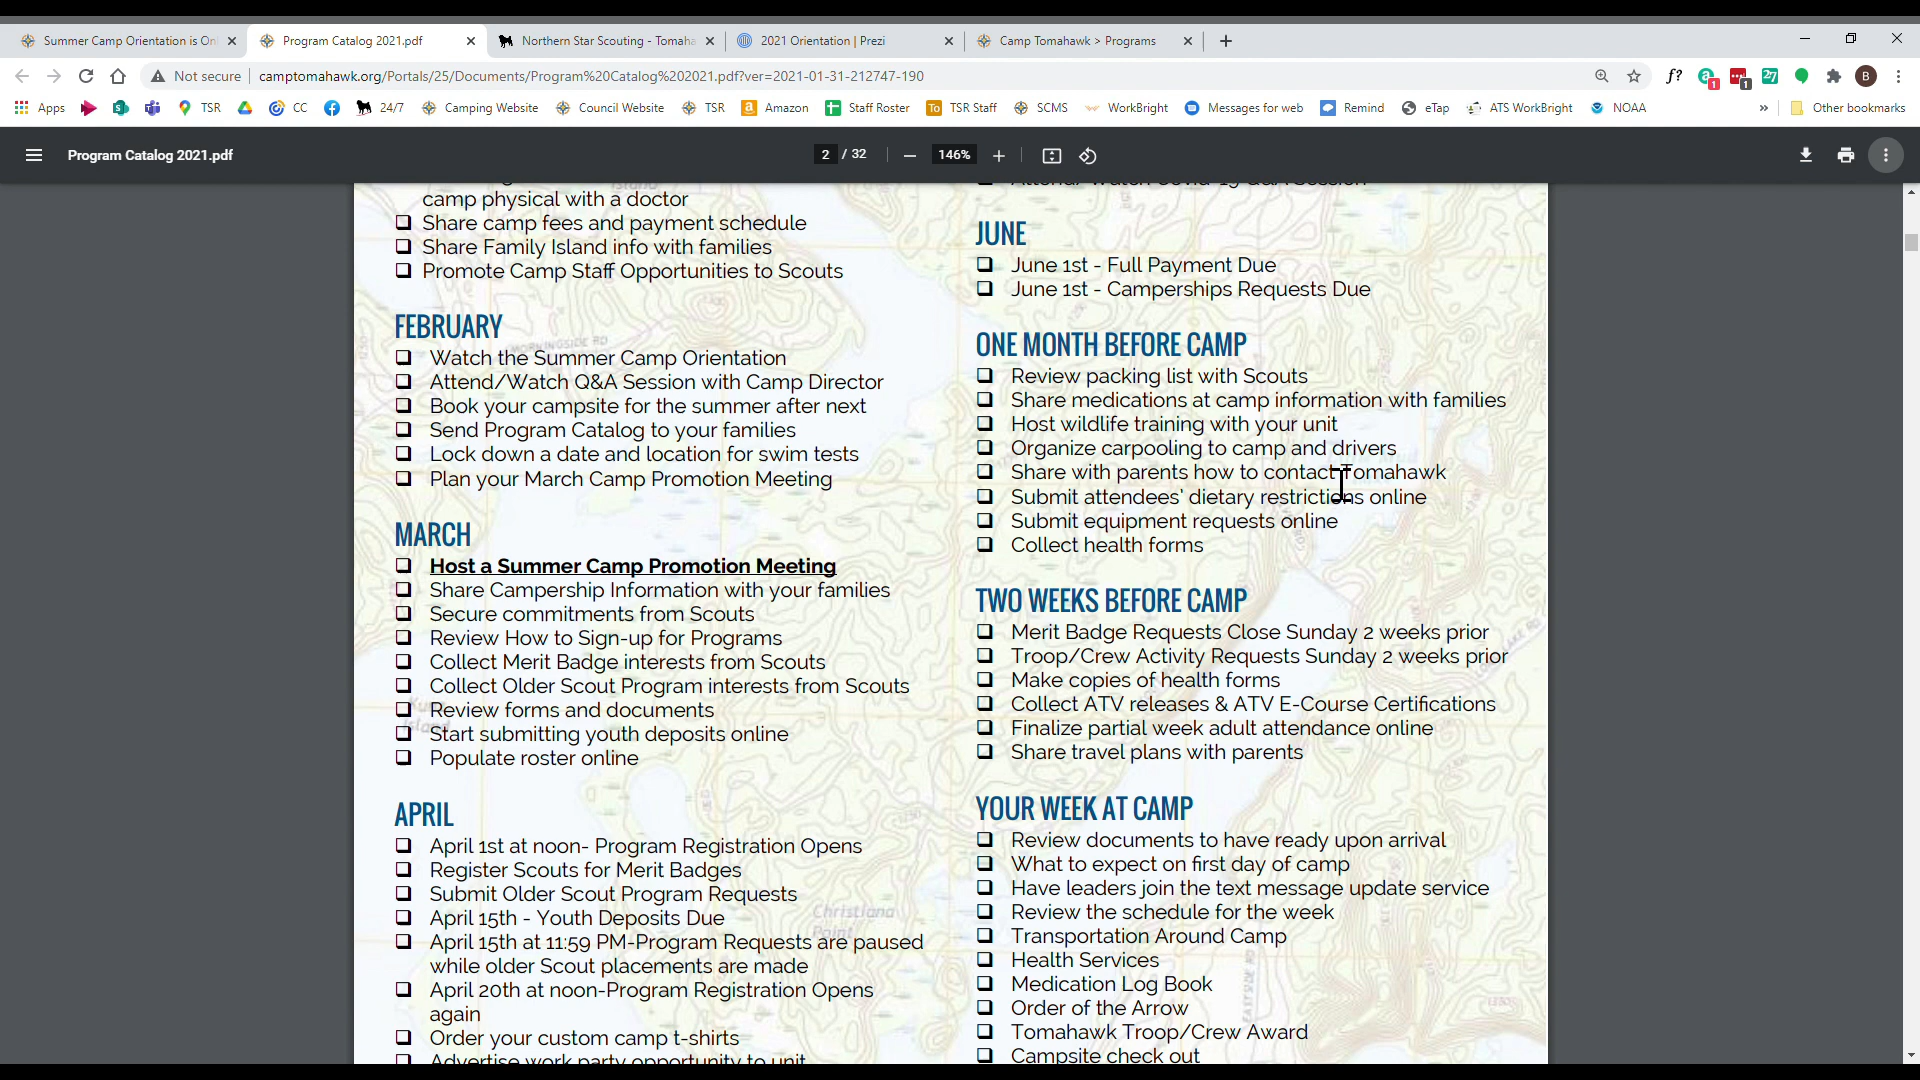 Summer Camp Orientation is Onl
Program Catalog 2021.pdf
Northern Star Scouting - Tomaha
2021 Orientation | Prezi
Camp Tomahawk > Programs
Not secure
camptomahawk.org/Portals/25/Documents/Program%20Catalog%202021.pdf?ver=2021-01-31-212747-190
Apps
TSR
CC
24/7
Camping Website
Council Website
TSR
Amazon
Staff Roster
TSR Staff
SCMS
WorkBright
Messages for web
Remind
eTap
ATS WorkBright
NOAA
Other bookmarks
Program Catalog 2021.pdf
2 / 32
146%
camp physical with a doctor
Share camp fees and payment schedule
Share Family Island info with families
Promote Camp Staff Opportunities to Scouts
FEBRUARY
Watch the Summer Camp Orientation
Attend/Watch Q&A Session with Camp Director
Book your campsite for the summer after next
Send Program Catalog to your families
Lock down a date and location for swim tests
Plan your March Camp Promotion Meeting
MARCH
Host a Summer Camp Promotion Meeting
Share Campership Information with your families
Secure commitments from Scouts
Review How to Sign-up for Programs
Collect Merit Badge interests from Scouts
Collect Older Scout Program interests from Scouts
Review forms and documents
Start submitting youth deposits online
Populate roster online
APRIL
April 1st at noon- Program Registration Opens
Register Scouts for Merit Badges
Submit Older Scout Program Requests
April 15th - Youth Deposits Due
April 15th at 11:59 PM-Program Requests are paused
while older Scout placements are made
April 20th at noon-Program Registration Opens
again
Order your custom camp t-shirts
Advertise work party opportunity to unit
Attend/Watch Covid-19 Q&A Session
JUNE
June 1st - Full Payment Due
June 1st - Camperships Requests Due
ONE MONTH BEFORE CAMP
Review packing list with Scouts
Share medications at camp information with families
Host wildlife training with your unit
Organize carpooling to camp and drivers
Share with parents how to contact Tomahawk
Submit attendees' dietary restrictions online
Submit equipment requests online
Collect health forms
TWO WEEKS BEFORE CAMP
Merit Badge Requests Close Sunday 2 weeks prior
Troop/Crew Activity Requests Sunday 2 weeks prior
Make copies of health forms
Collect ATV releases & ATV E-Course Certifications
Finalize partial week adult attendance online
Share travel plans with parents
YOUR WEEK AT CAMP
Review documents to have ready upon arrival
What to expect on first day of camp
Have leaders join the text message update service
Review the schedule for the week
Transportation Around Camp
Health Services
Medication Log Book
Order of the Arrow
Tomahawk Troop/Crew Award
Campsite check out